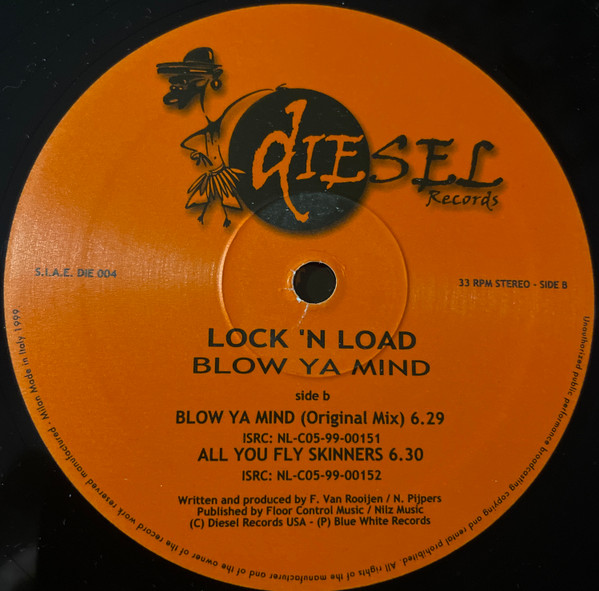 dIESEL
Records
S.I.A.E. DIE 004
33 RPM STEREO - SIDE B
LOCK 'N LOAD
BLOW YA MIND
side b
BLOW YA MIND (Original Mix) 6.29
ISRC: NL-C05-99-00151
ALL YOU FLY SKINNERS 6.30
ISRC: NL-C05-99-00152
Written and produced by F. Van Rooijen / N. Pijpers
Published by Floor Control Music / Nilz Music
(C) Diesel Records USA - (P) Blue White Records
Unauthorized public performance broadcasting copying and rental prohibited. All rights of the manufacturer and of the owner of the record work reserved manufactured - Milan Made in Italy 1999